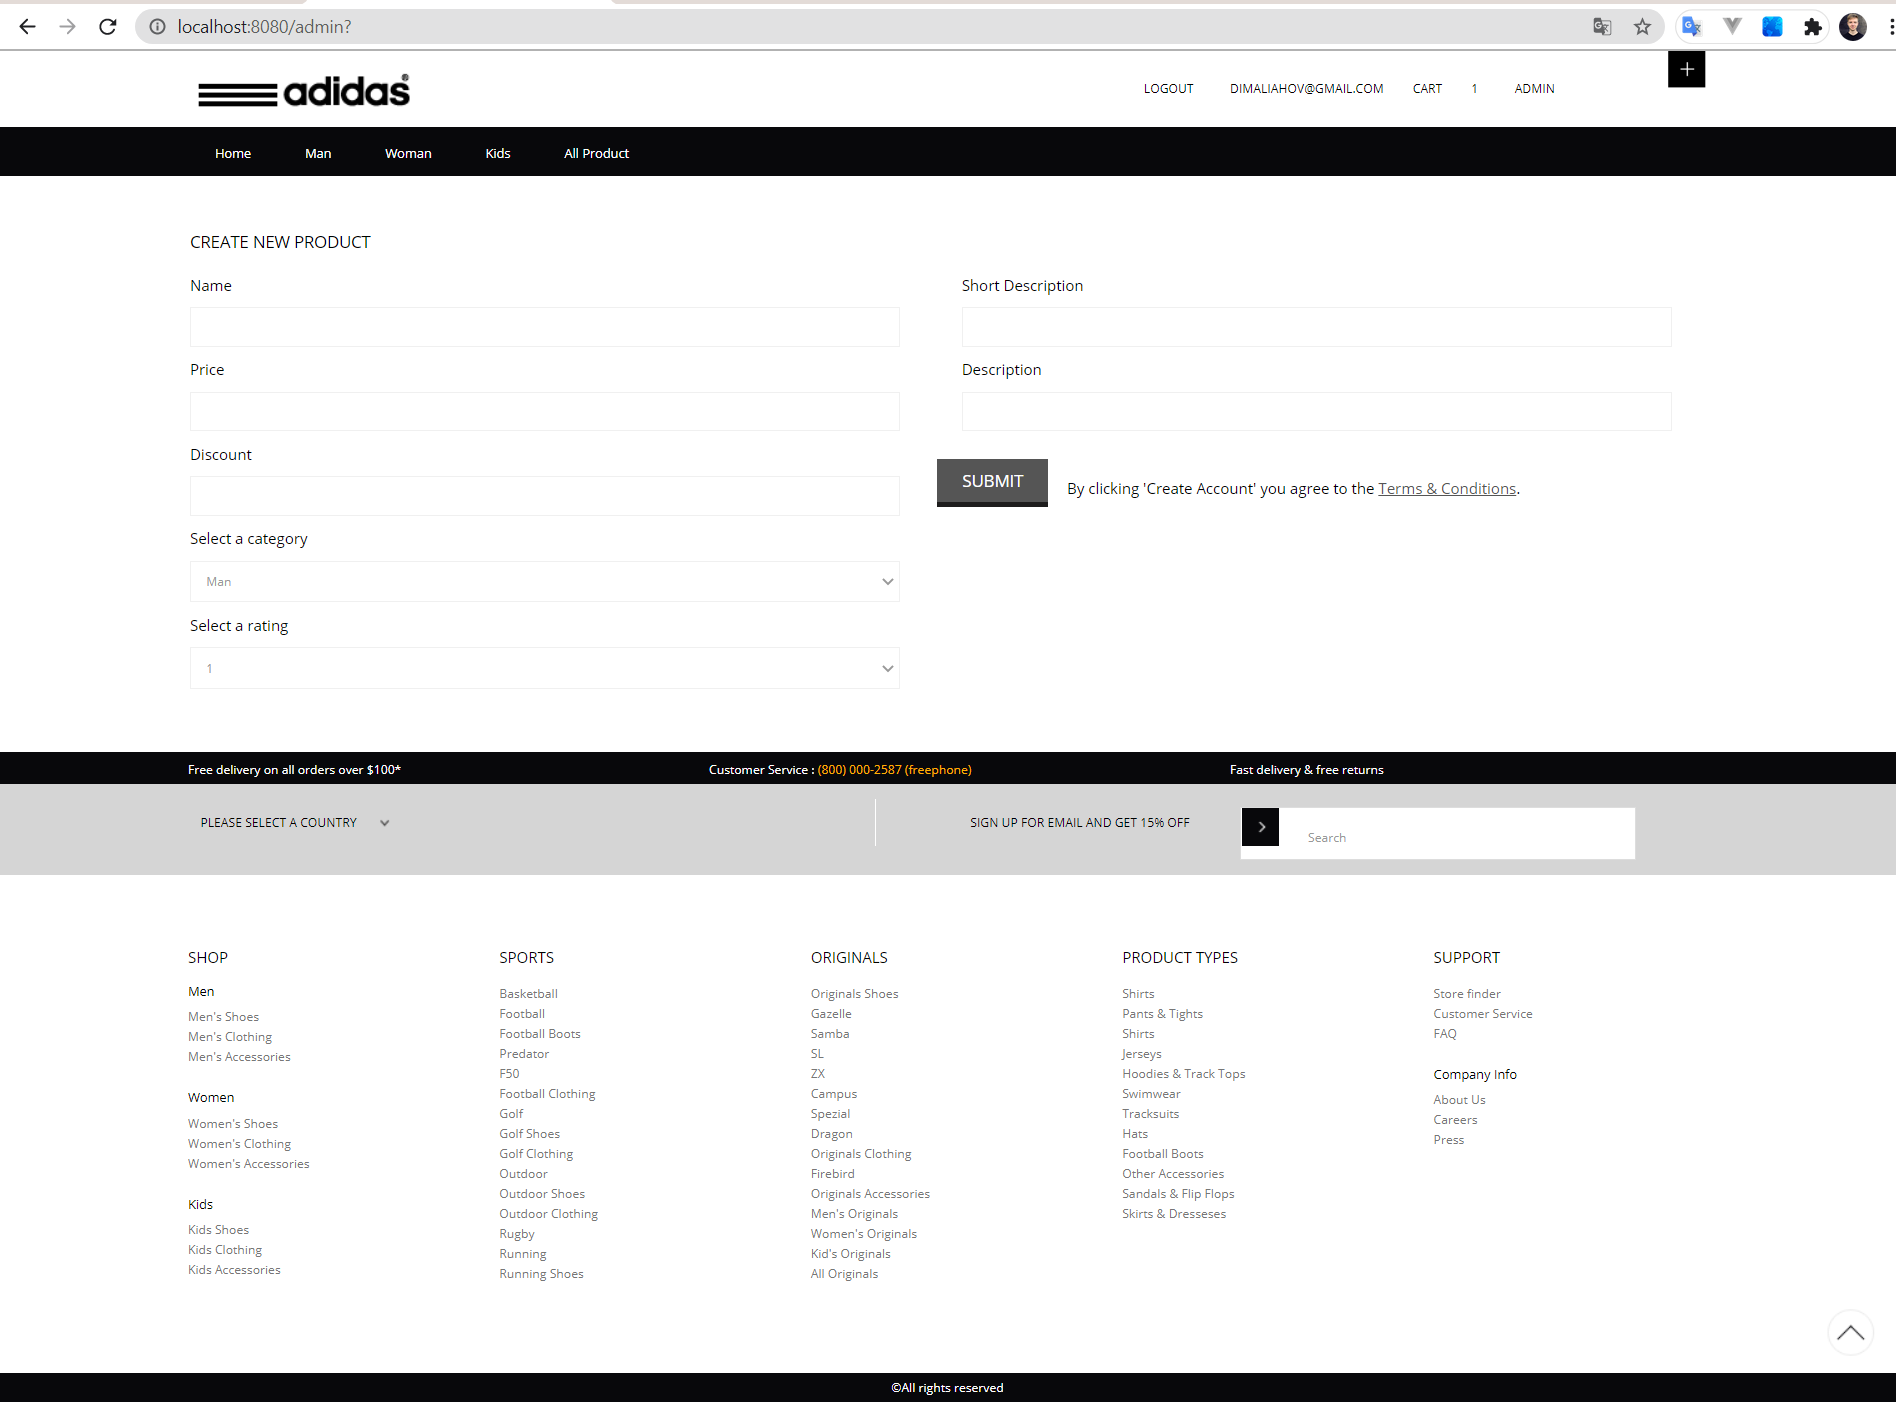 localhost:8080/admin?
adidas®
LOGOUT DIMALIAHOV@GMAIL.COM CART 1 ADMIN
Home Man Woman Kids All Product
CREATE NEW PRODUCT
Name
Price
Discount
Select a category
Man
Select a rating
1
Short Description
Description
SUBMIT By clicking 'Create Account' you agree to the Terms & Conditions.
Free delivery on all orders over $100* Customer Service : (800) 000-2587 (freephone) Fast delivery & free returns
PLEASE SELECT A COUNTRY SIGN UP FOR EMAIL AND GET 15% OFF Search
SHOP
Men
Men's Shoes
Men's Clothing
Men's Accessories
Women
Women's Shoes
Women's Clothing
Women's Accessories
Kids
Kids Shoes
Kids Clothing
Kids Accessories
SPORTS
Basketball
Football
Football Boots
Predator
F50
Football Clothing
Golf
Golf Shoes
Golf Clothing
Outdoor
Outdoor Shoes
Outdoor Clothing
Rugby
Running
Running Shoes
ORIGINALS
Originals Shoes
Gazelle
Samba
SL
ZX
Campus
Spezial
Dragon
Originals Clothing
Firebird
Originals Accessories
Men's Originals
Women's Originals
Kid's Originals
All Originals
PRODUCT TYPES
Shirts
Pants & Tights
Shirts
Jerseys
Hoodies & Track Tops
Swimwear
Tracksuits
Hats
Football Boots
Other Accessories
Sandals & Flip Flops
Skirts & Dresseses
SUPPORT
Store finder
Customer Service
FAQ
Company Info
About Us
Careers
Press
©All rights reserved